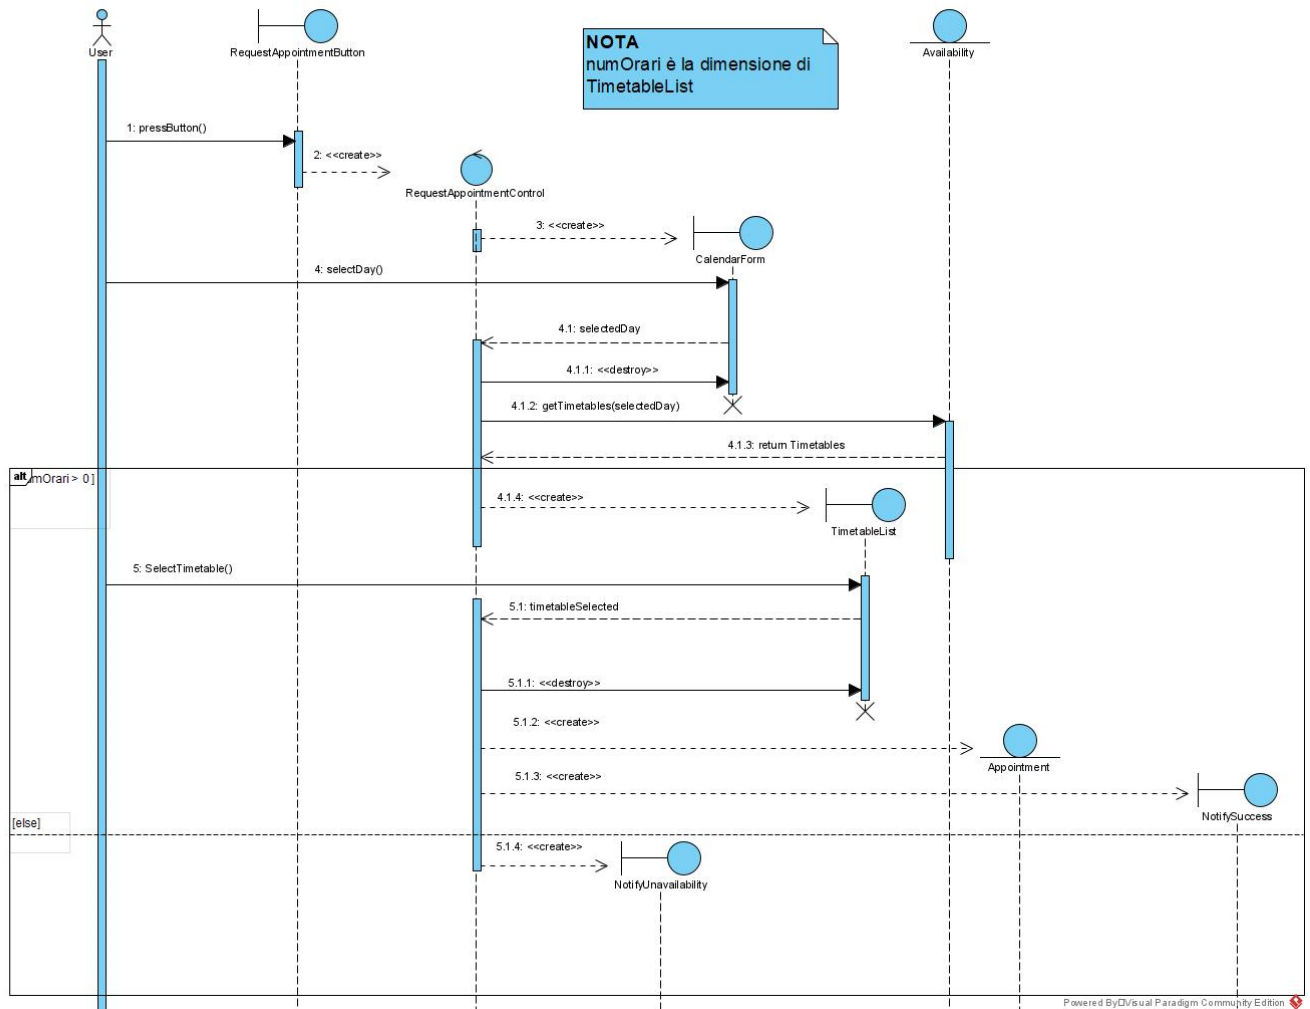 User
RequestAppointmentButton
NOTA
numOrari è la dimensione di
TimetableList
Availability
1: pressButton()
2: <<create>>
RequestAppointmentControl
3: <<create>>
CalendarForm
4: selectDay()
4.1: selectedDay
4.1.1: <<destroy>>
4.1.2: getTimetables(selectedDay)
4.1.3: return Timetables
alt
mOrari > 0 ]
4.1.4: <<create>>
TimetableList
5: SelectTimetable()
5.1: timetableSelected
5.1.1: <<destroy>>
5.1.2: <<create>>
Appointment
5.1.3: <<create>>
NotifySuccess
[else]
5.1.4: <<create>>
NotifyUnavailability
Powered By Visual Paradigm Community Edition